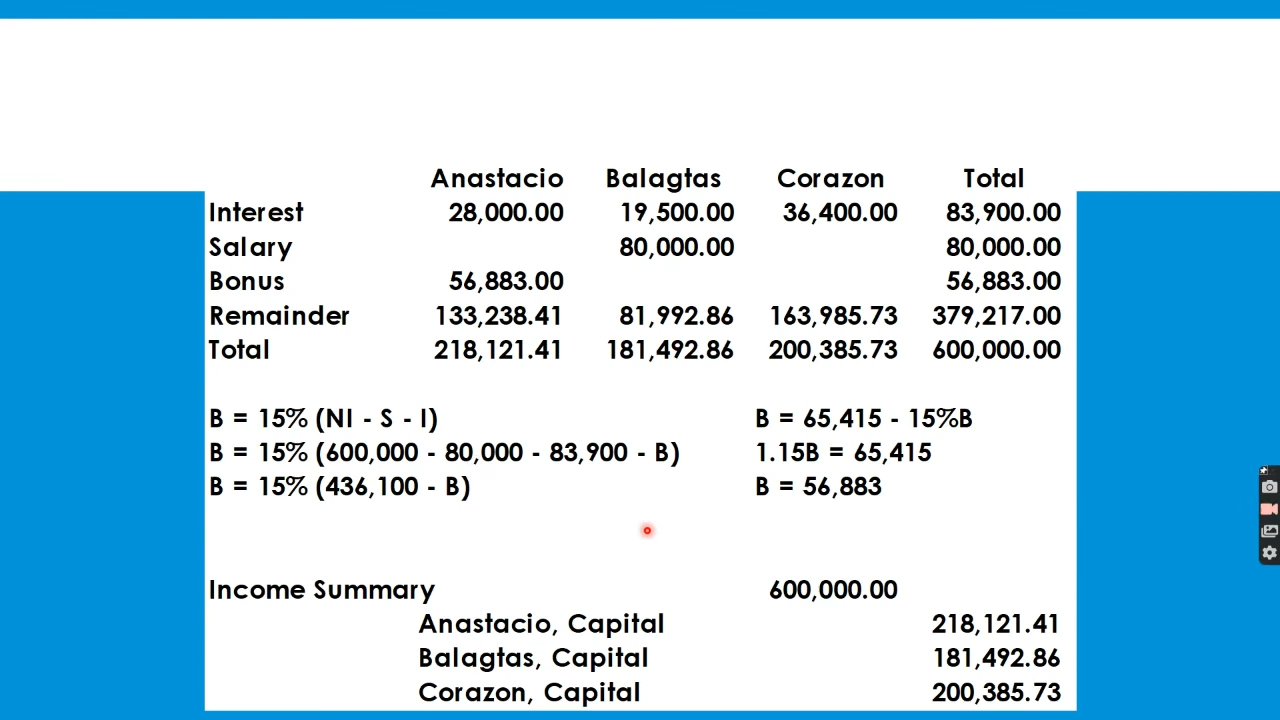 Anastacio Balagtas Corazon Total
Interest 28,000.00 19,500.00 36,400.00 83,900.00
Salary 80,000.00 80,000.00
Bonus 56,883.00 56,883.00
Remainder 133,238.41 81,992.86 163,985.73 379,217.00
Total 218,121.41 181,492.86 200,385.73 600,000.00
B = 15% (NI - S - I) B = 65,415 - 15%B
B = 15% (600,000 - 80,000 - 83,900 - B) 1.15B = 65,415
B = 15% (436,100 - B) B = 56,883
Income Summary 600,000.00
Anastacio, Capital 218,121.41
Balagtas, Capital 181,492.86
Corazon, Capital 200,385.73